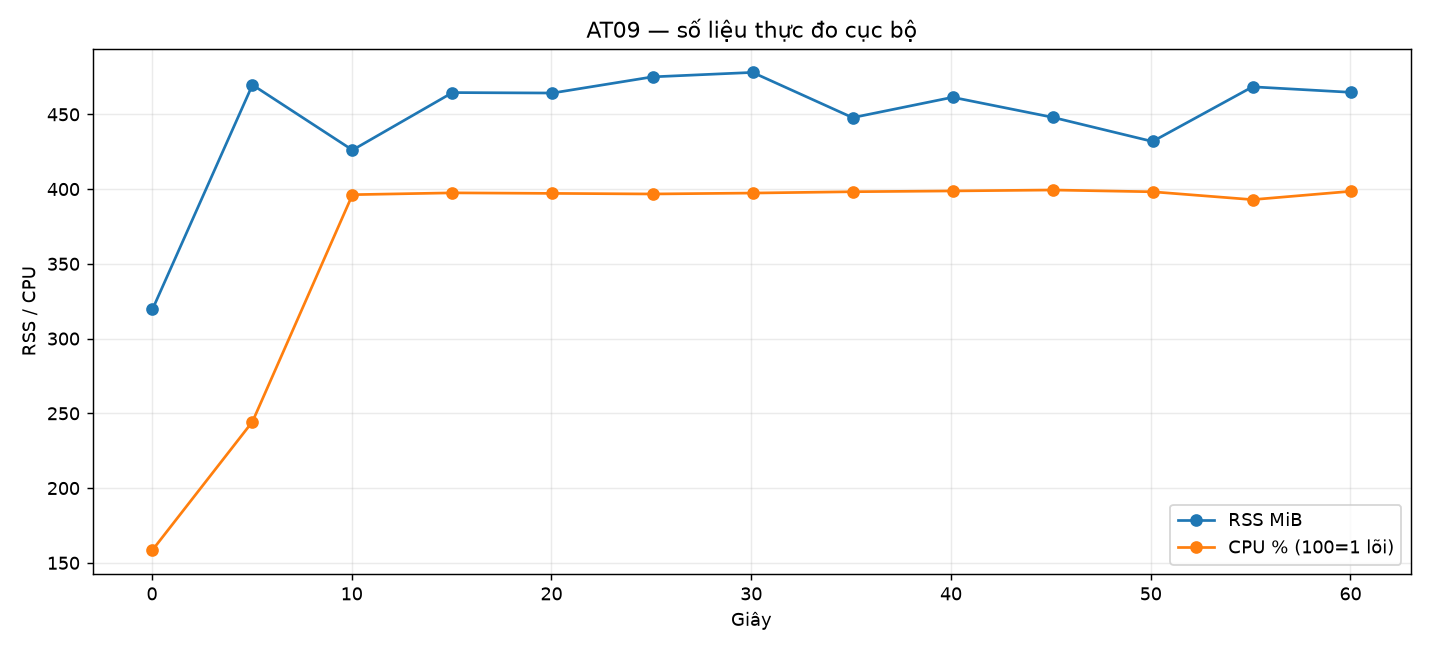 AT09 — số liệu thực đo cục bộ
RSS / CPU
450
400
350
300
250
200
150
RSS MiB
CPU % (100=1 lõi)
0 10 20 30 40 50 60
Giây